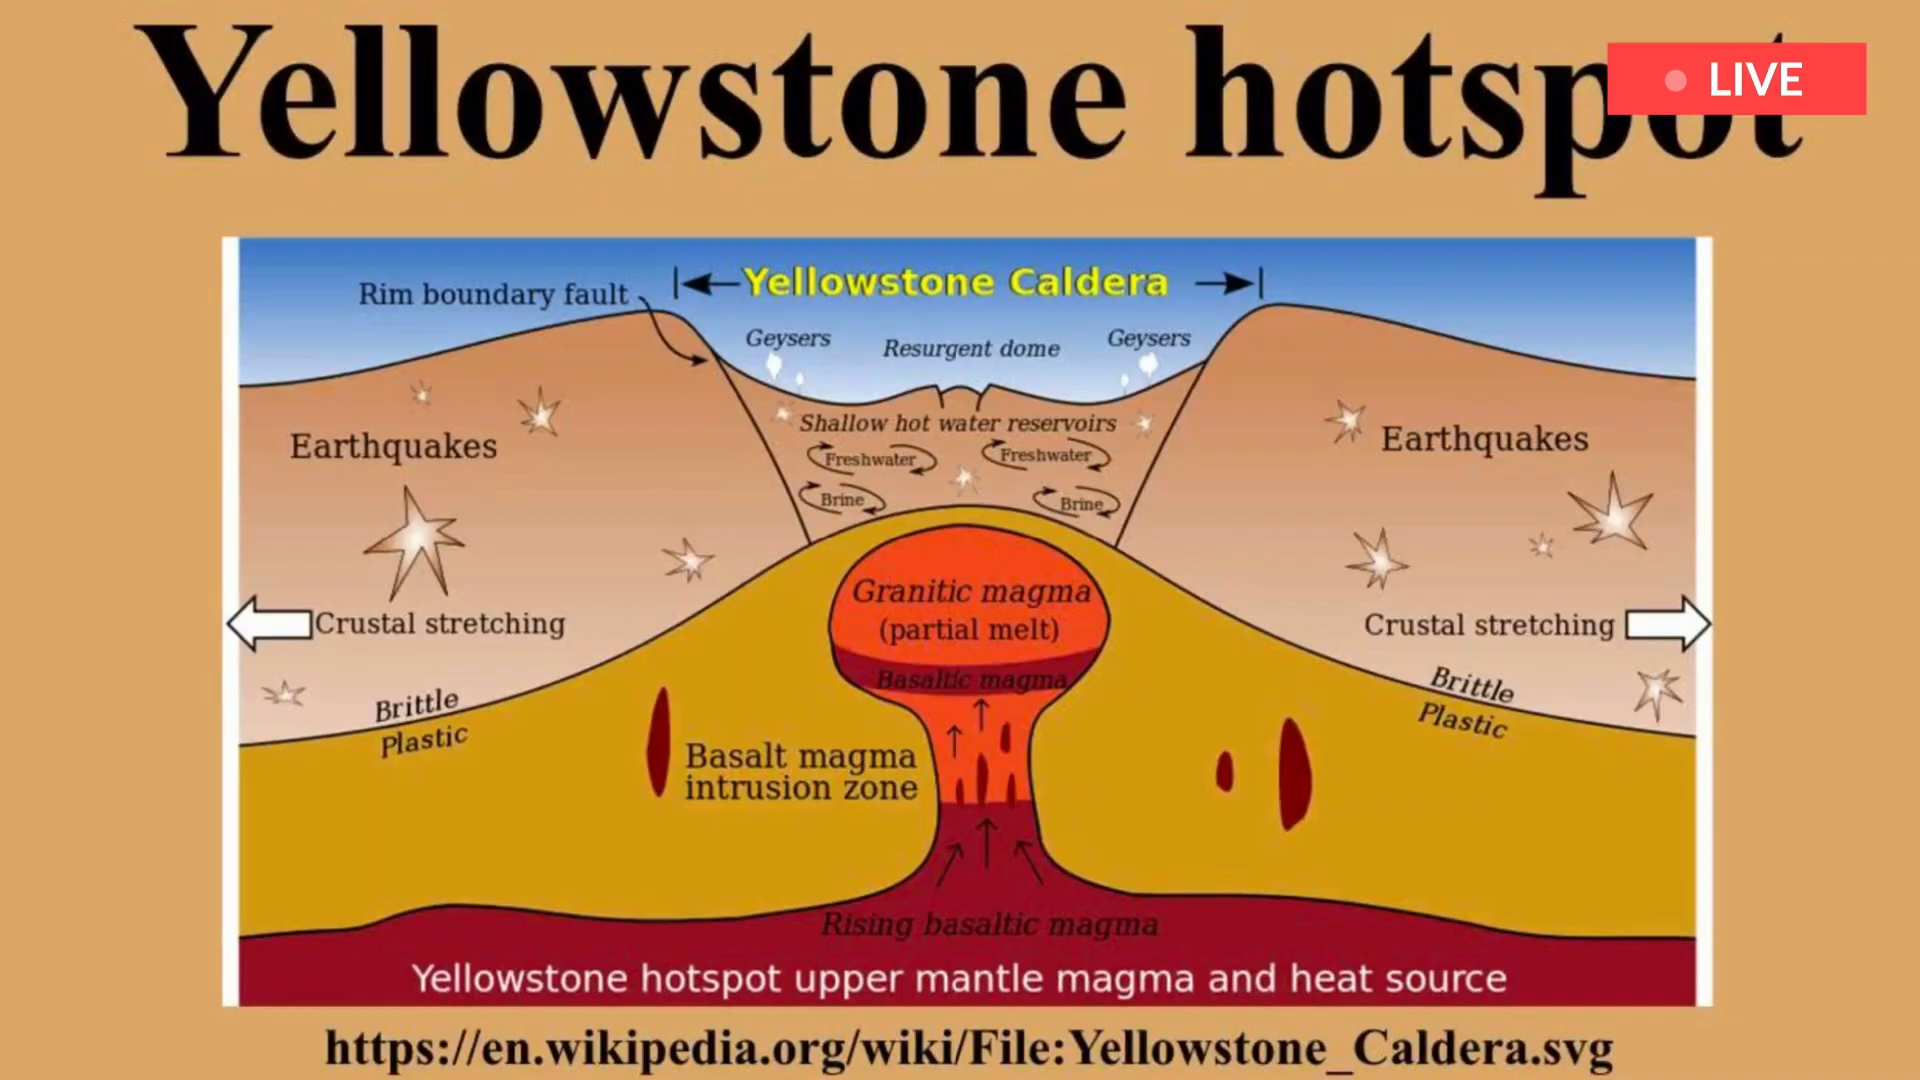 Yellowstone hotspot
LIVE
Yellowstone Caldera
Rim boundary fault
Geysers
Resurgent dome
Geysers
Shallow hot water reservoirs
Freshwater
Freshwater
Brine
Brine
Earthquakes
Earthquakes
Granitic magma
(partial melt)
Crustal stretching
Crustal stretching
Basaltic magma
Brittle
Plastic
Brittle
Plastic
Basalt magma
intrusion zone
Rising basaltic magma
Yellowstone hotspot upper mantle magma and heat source
https://en.wikipedia.org/wiki/File:Yellowstone_Caldera.svg